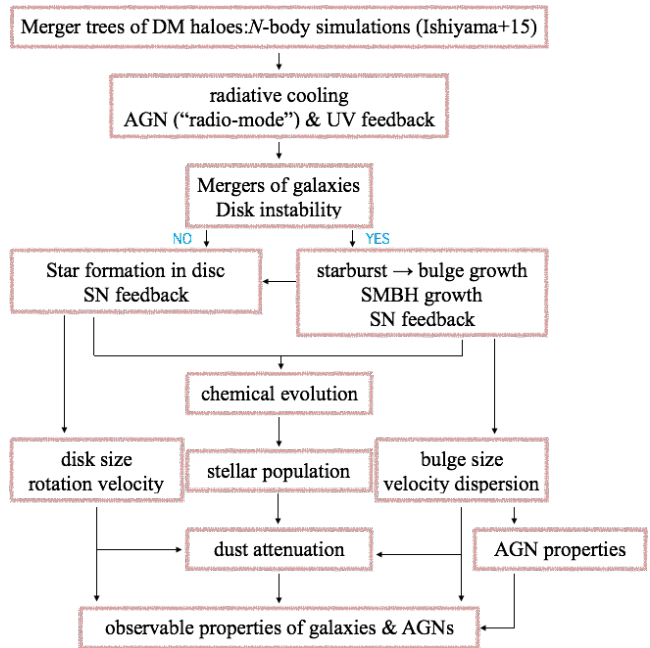 Merger trees of DM haloes:N-body simulations (Ishiyama+15)
radiative cooling
AGN (“radio-mode”) & UV feedback
Mergers of galaxies
Disk instability
NO
YES
Star formation in disc
SN feedback
starburst → bulge growth
SMBH growth
SN feedback
chemical evolution
disk size
rotation velocity
stellar population
bulge size
velocity dispersion
dust attenuation
AGN properties
observable properties of galaxies & AGNs